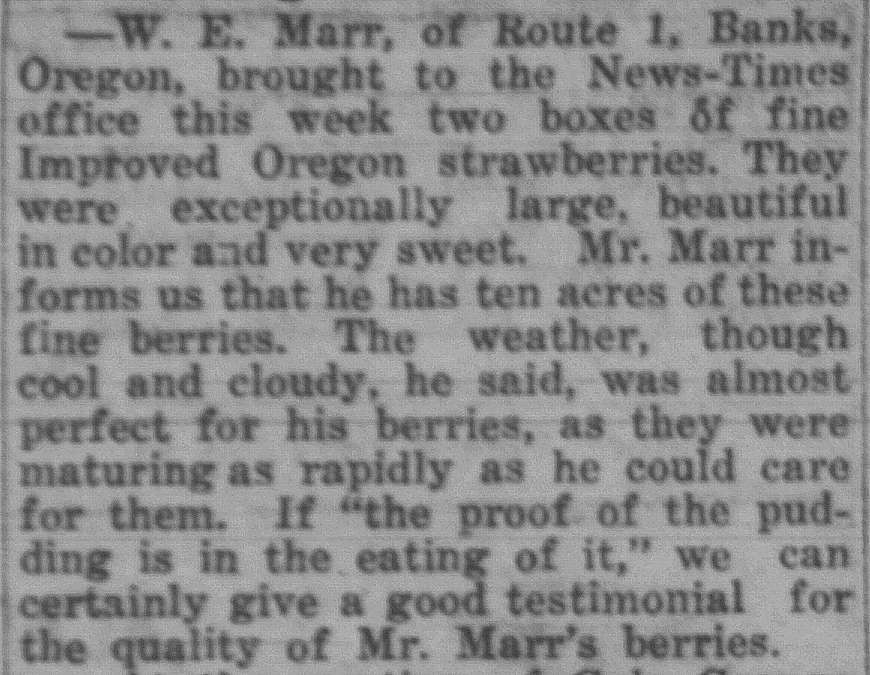 —W. E. Marr, of Route 1, Banks,
Oregon, brought to the News-Times
office this week two boxes of fine
Improved Oregon strawberries. They
were exceptionally large, beautiful
in color and very sweet. Mr. Marr in-
forms us that he has ten acres of these
fine berries. The weather, though
cool and cloudy, he said, was almost
perfect for his berries, as they were
maturing as rapidly as he could care
for them. If “the proof of the pud-
ding is in the eating of it,” we can
certainly give a good testimonial for
the quality of Mr. Marr's berries.